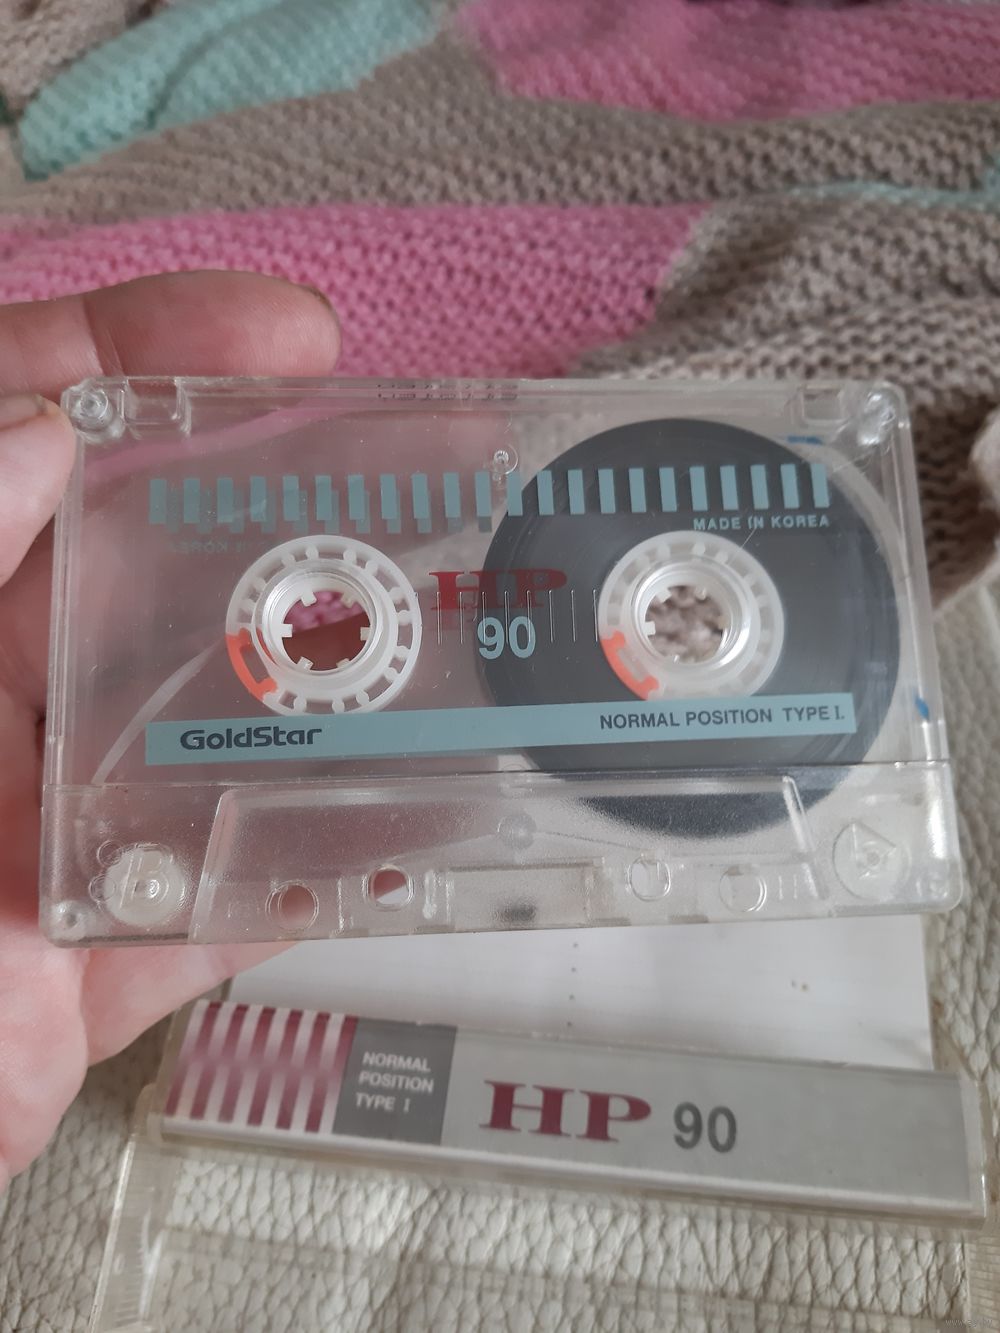 MADE IN KOREA
HP
90
GoldStar
NORMAL POSITION TYPE I.
NORMAL
POSITION
TYPE I
HP 90